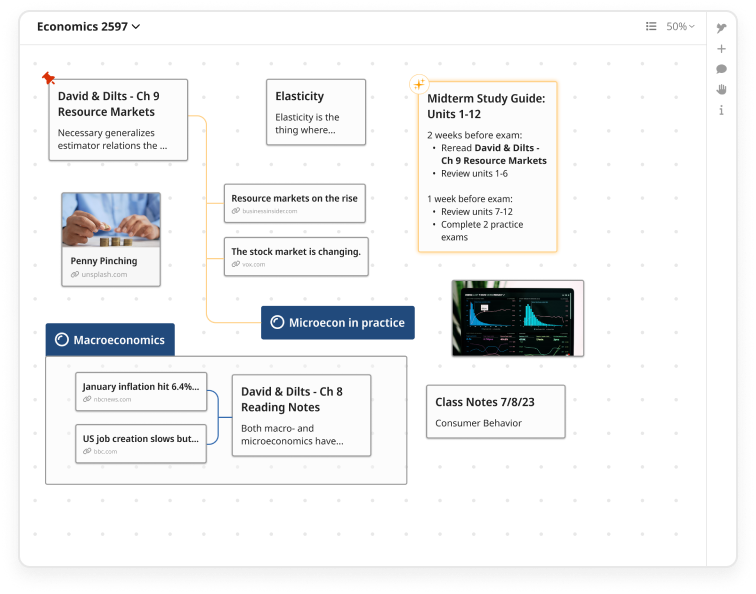 Economics 2597
50%
David & Dilts - Ch 9
Resource Markets
Necessary generalizes
estimator relations the ...
Elasticity
Elasticity is the
thing where...
Midterm Study Guide:
Units 1-12
2 weeks before exam:
• Reread David & Dilts -
Ch 9 Resource Markets
• Review units 1-6
1 week before exam:
• Review units 7-12
• Complete 2 practice
exams
Resource markets on the rise
businessinsider.com
The stock market is changing.
vox.com
Penny Pinching
unsplash.com
Microecon in practice
Macroeconomics
January inflation hit 6.4%...
nbcnews.com
US job creation slows but...
bbc.com
David & Dilts - Ch 8
Reading Notes
Both macro- and
microeconomics have...
Class Notes 7/8/23
Consumer Behavior